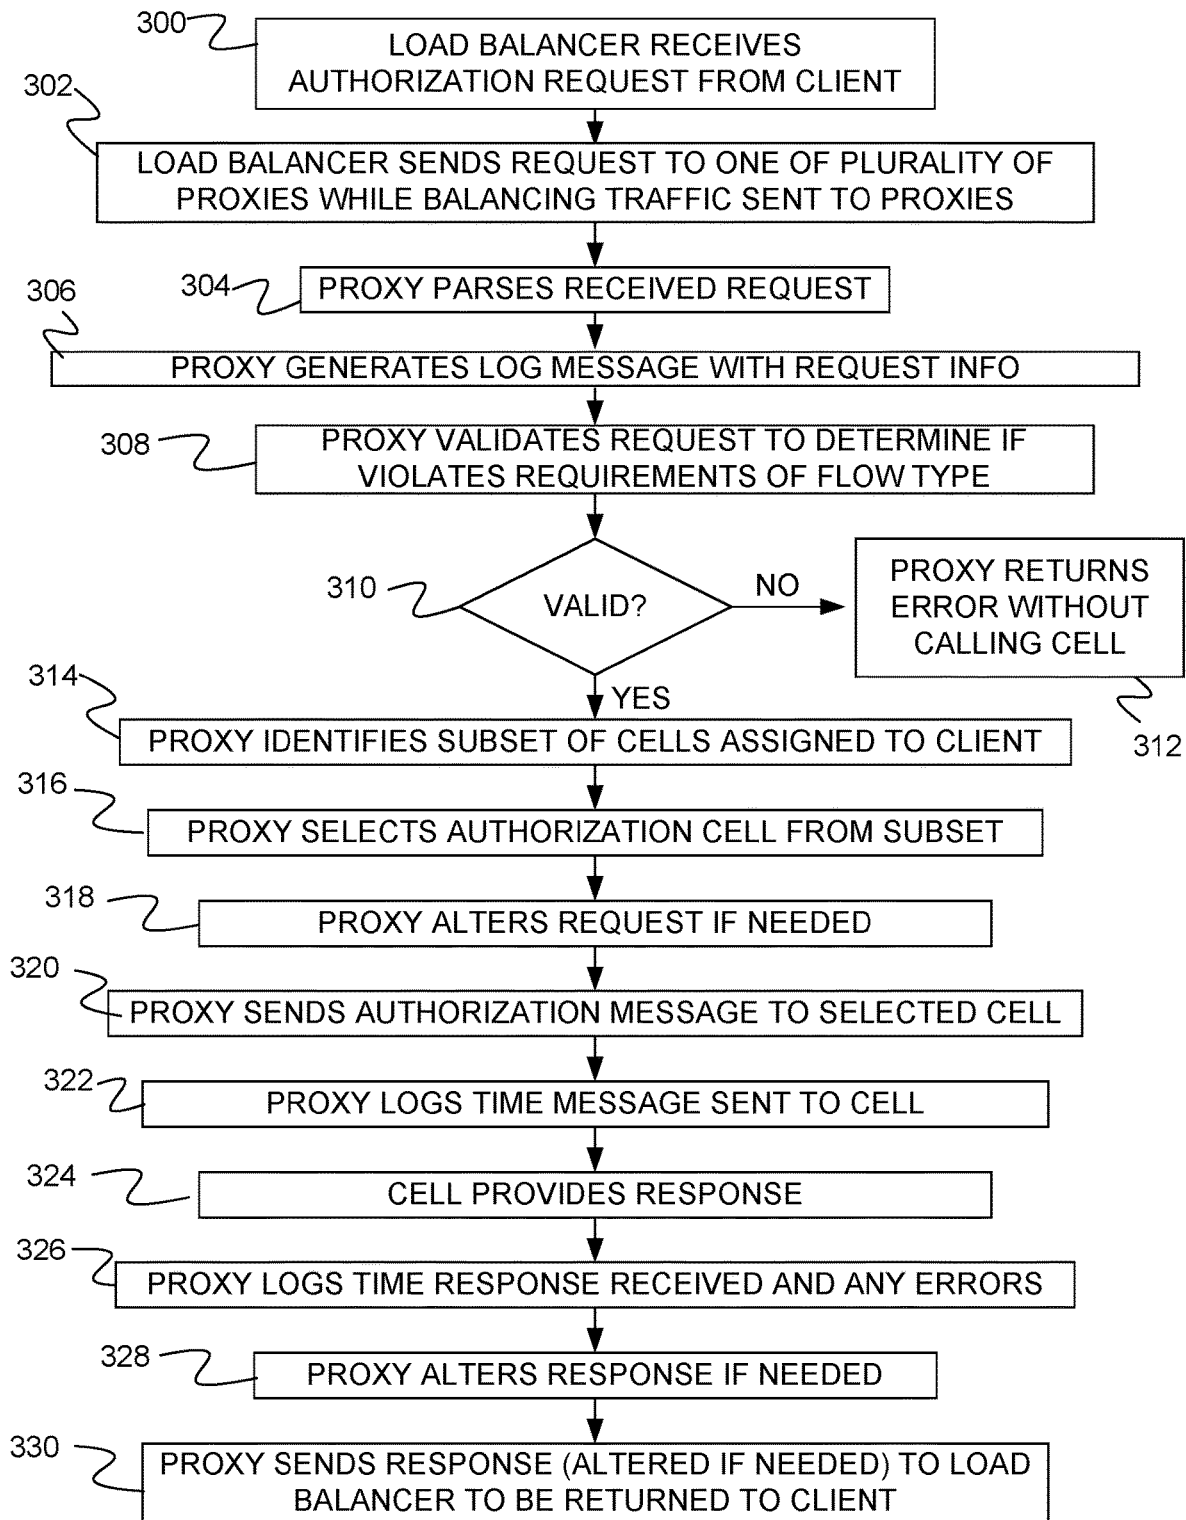 300
LOAD BALANCER RECEIVES
AUTHORIZATION REQUEST FROM CLIENT
302
LOAD BALANCER SENDS REQUEST TO ONE OF PLURALITY OF
PROXIES WHILE BALANCING TRAFFIC SENT TO PROXIES
304
PROXY PARSES RECEIVED REQUEST
306
PROXY GENERATES LOG MESSAGE WITH REQUEST INFO
308
PROXY VALIDATES REQUEST TO DETERMINE IF
VIOLATES REQUIREMENTS OF FLOW TYPE
310
VALID?
NO
PROXY RETURNS
ERROR WITHOUT
CALLING CELL
312
YES
314
PROXY IDENTIFIES SUBSET OF CELLS ASSIGNED TO CLIENT
316
PROXY SELECTS AUTHORIZATION CELL FROM SUBSET
318
PROXY ALTERS REQUEST IF NEEDED
320
PROXY SENDS AUTHORIZATION MESSAGE TO SELECTED CELL
322
PROXY LOGS TIME MESSAGE SENT TO CELL
324
CELL PROVIDES RESPONSE
326
PROXY LOGS TIME RESPONSE RECEIVED AND ANY ERRORS
328
PROXY ALTERS RESPONSE IF NEEDED
330
PROXY SENDS RESPONSE (ALTERED IF NEEDED) TO LOAD
BALANCER TO BE RETURNED TO CLIENT